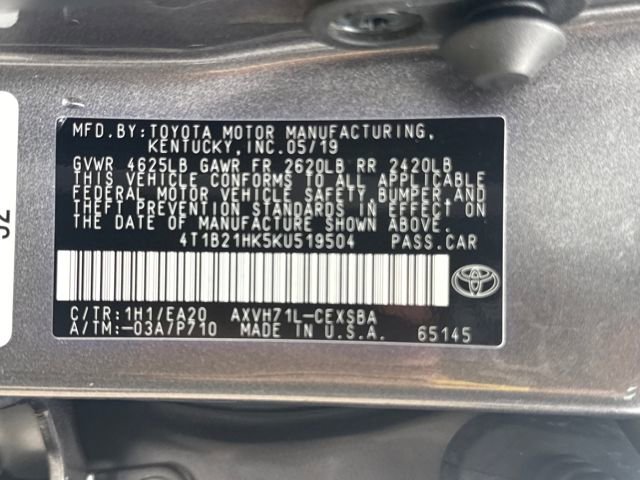 MFD.BY:TOYOTA MOTOR MANUFACTURING,
KENTUCKY,INC.05/19
GVWR 4625LB GAWR FR 2620LB RR 2420LB
THIS VEHICLE CONFORMS TO ALL APPLICABLE
FEDERAL MOTOR VEHICLE SAFETY,BUMPER,AND
THEFT PREVENTION STANDARDS IN EFFECT ON
THE DATE OF MANUFACTURE SHOWN ABOVE.
4T1B21HK5KU519504 PASS.CAR
C/TR:1H1/EA20 AXVH71L-CEXSBA
A/TM:-03A/P710 MADE IN U.S.A. 65145